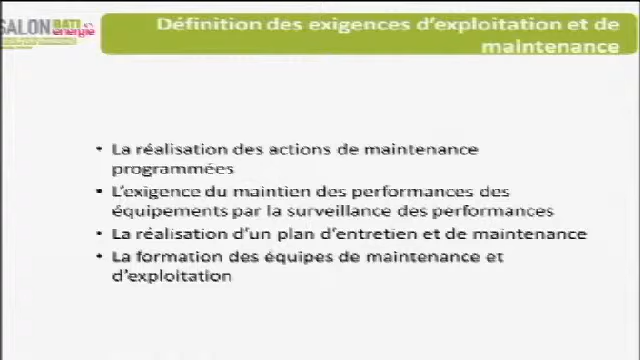 SALON BATI énergie
Définition des exigences d'exploitation et de
maintenance
• La réalisation des actions de maintenance
programmées
• L'exigence du maintien des performances des
équipements par la surveillance des performances
• La réalisation d'un plan d'entretien et de maintenance
• La formation des équipes de maintenance et
d'exploitation